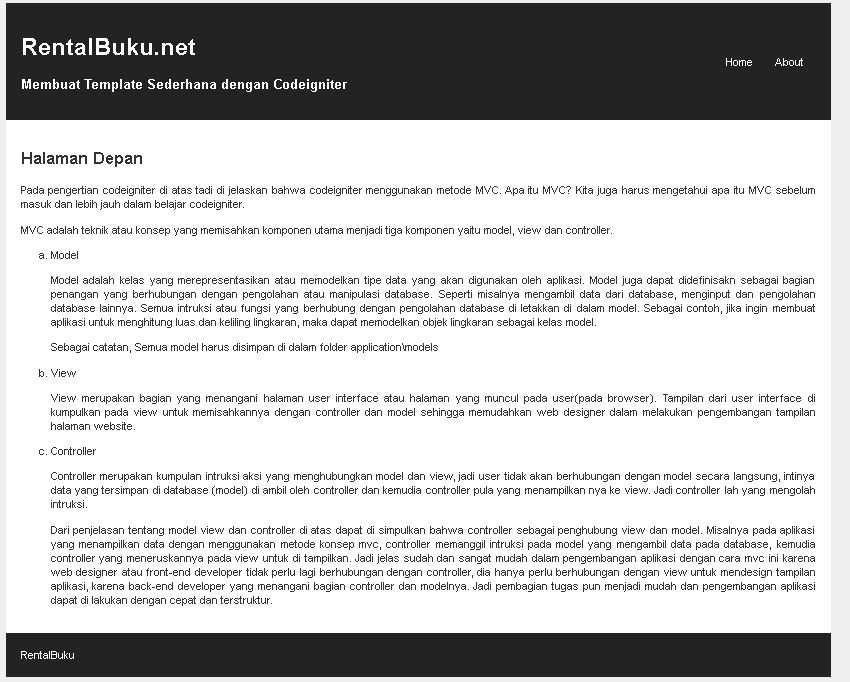 RentalBuku.net
Membuat Template Sederhana dengan Codeigniter
Home About
Halaman Depan
Pada pengertian codeigniter di atas tadi di jelaskan bahwa codeigniter menggunakan metode MVC. Apa itu MVC? Kita juga harus mengetahui apa itu MVC sebelum
masuk dan lebih jauh dalam belajar codeigniter.
MVC adalah teknik atau konsep yang memisahkan komponen utama menjadi tiga komponen yaitu model, view dan controller.
a. Model
Model adalah kelas yang merepresentasikan atau memodelkan tipe data yang akan digunakan oleh aplikasi. Model juga dapat didefinisakn sebagai bagian
penangan yang berhubungan dengan pengolahan atau manipulasi database. Seperti misalnya mengambil data dari database, menginput dan pengolahan
database lainnya. Semua intruksi atau fungsi yang berhubung dengan pengolahan database di letakkan di dalam model. Sebagai contoh, jika ingin membuat
aplikasi untuk menghitung luas dan keliling lingkaran, maka dapat memodelkan objek lingkaran sebagai kelas model.
Sebagai catatan, Semua model harus disimpan di dalam folder application\models
b. View
View merupakan bagian yang menangani halaman user interface atau halaman yang muncul pada user(pada browser). Tampilan dari user interface di
kumpulkan pada view untuk memisahkannya dengan controller dan model sehingga memudahkan web designer dalam melakukan pengembangan tampilan
halaman website.
c. Controller
Controller merupakan kumpulan intruksi aksi yang menghubungkan model dan view, jadi user tidak akan berhubungan dengan model secara langsung, intinya
data yang tersimpan di database (model) di ambil oleh controller dan kemudia controller pula yang menampilkan nya ke view. Jadi controller lah yang mengolah
intruksi.
Dari penjelasan tentang model view dan controller di atas dapat di simpulkan bahwa controller sebagai penghubung view dan model. Misalnya pada aplikasi
yang menampilkan data dengan menggunakan metode konsep mvc, controller memanggil intruksi pada model yang mengambil data pada database, kemudia
controller yang meneruskannya pada view untuk di tampilkan. Jadi jelas sudah dan sangat mudah dalam pengembangan aplikasi dengan cara mvc ini karena
web designer atau front-end developer tidak perlu lagi berhubungan dengan controller, dia hanya perlu berhubungan dengan view untuk mendesign tampilan
aplikasi, karena back-end developer yang menangani bagian controller dan modelnya. Jadi pembagian tugas pun menjadi mudah dan pengembangan aplikasi
dapat di lakukan dengan cepat dan terstruktur.
RentalBuku